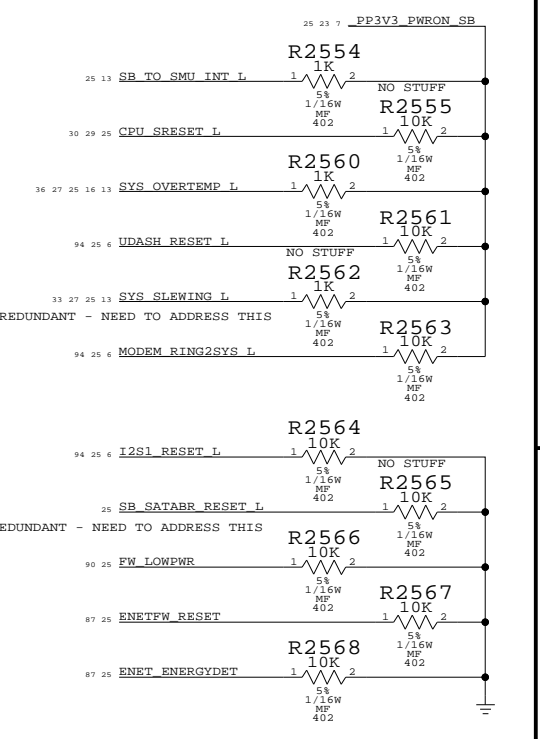 25 23 7 _PP3V3_PWRON_SB
R2554
1K
25 13 SB_TO_SMU_INT_L 1 2
5%
1/16W
MF
402
NO STUFF
R2555
10K
30 29 25 CPU_SRESET_L 1 2
5%
1/16W
MF
402
R2560
1K
36 27 25 16 13 SYS_OVERTEMP_L 1 2
5%
1/16W
MF
402
R2561
10K
94 25 6 UDASH_RESET_L 1 2
5%
1/16W
MF
402
NO STUFF
R2562
1K
33 27 25 13 SYS_SLEWING_L 1 2
5%
1/16W
MF
402
REDUNDANT - NEED TO ADDRESS THIS
R2563
10K
94 25 6 MODEM_RING2SYS_L 1 2
5%
1/16W
MF
402
R2564
10K
94 25 6 I2S1_RESET_L 1 2
5%
1/16W
MF
402
NO STUFF
R2565
10K
25 SB_SATABR_RESET_L 1 2
5%
1/16W
MF
402
EDUNDANT - NEED TO ADDRESS THIS
R2566
10K
90 25 FW_LOWPWR 1 2
5%
1/16W
MF
402
R2567
10K
87 25 ENETFW_RESET 1 2
5%
1/16W
MF
402
R2568
10K
87 25 ENET_ENERGYDET 1 2
5%
1/16W
MF
402